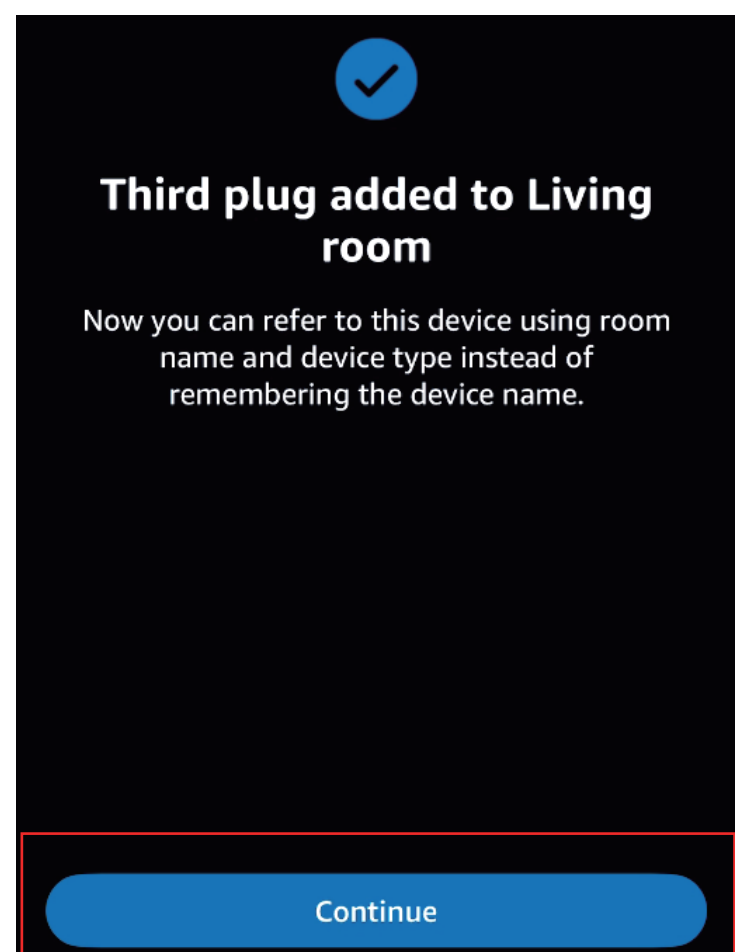 Third plug added to Living
room
Now you can refer to this device using room
name and device type instead of
remembering the device name.
Continue